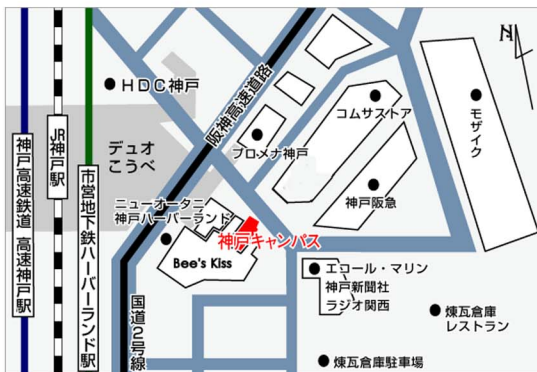 N
HDC神戸
阪神高速道路
コムサストア
モザイク
デュオ
こうべ
プロメナ神戸
JR神戸駅
神戸高速鉄道 高速神戸駅
市営地下鉄ハーバーランド駅
神戸阪急
ニューオータニ
神戸ハーバーランド
神戸キャンパス
Bee's Kiss
エコール・マリン
神戸新聞社
ラジオ関西
国道2号線
煉瓦倉庫
レストラン
煉瓦倉庫駐車場